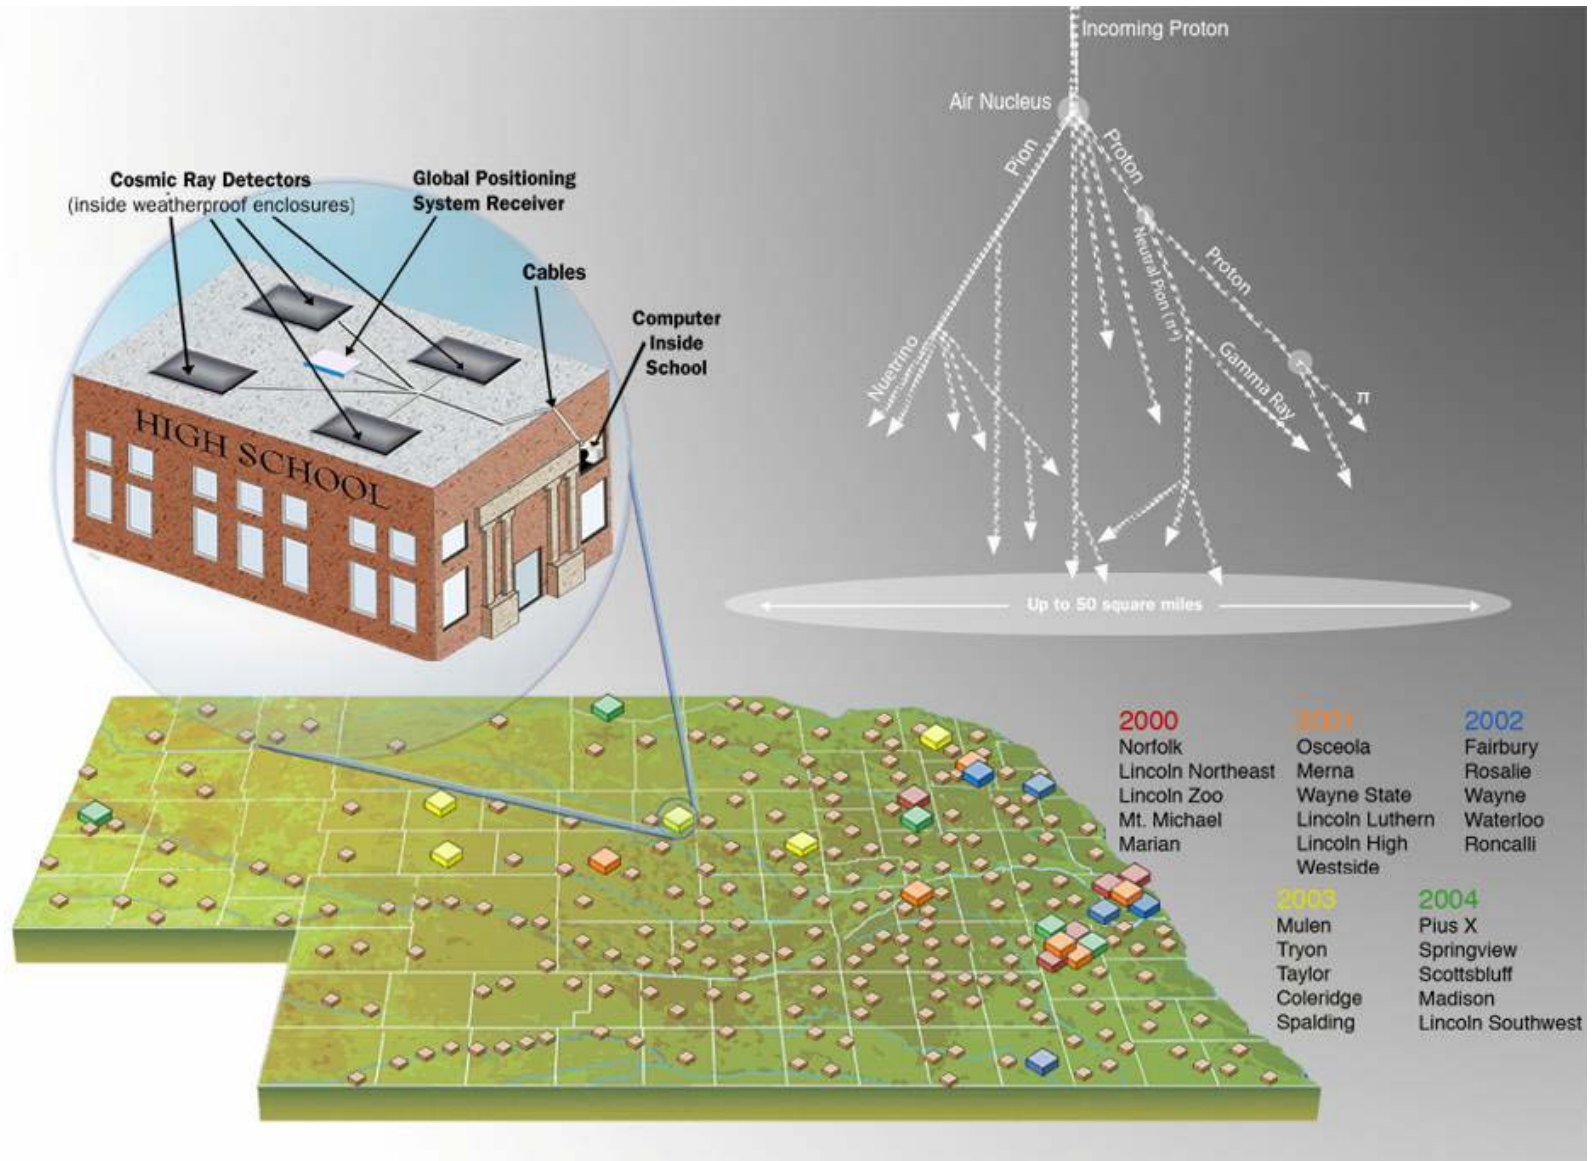 Incoming Proton
Air Nucleus
Pion
Proton
Cosmic Ray Detectors
(inside weatherproof enclosures)
Global Positioning
System Receiver
Cables
Computer
Inside
School
HIGH SCHOOL
Neutral Pion (π°)
Proton
Nuetrino
Gamma Ray
π
Up to 50 square miles
2000
Norfolk
Lincoln Northeast
Lincoln Zoo
Mt. Michael
Marian
2001
Osceola
Merna
Wayne State
Lincoln Luthern
Lincoln High
Westside
2002
Fairbury
Rosalie
Wayne
Waterloo
Roncalli
2003
Mulen
Tryon
Taylor
Coleridge
Spalding
2004
Pius X
Springview
Scottsbluff
Madison
Lincoln Southwest